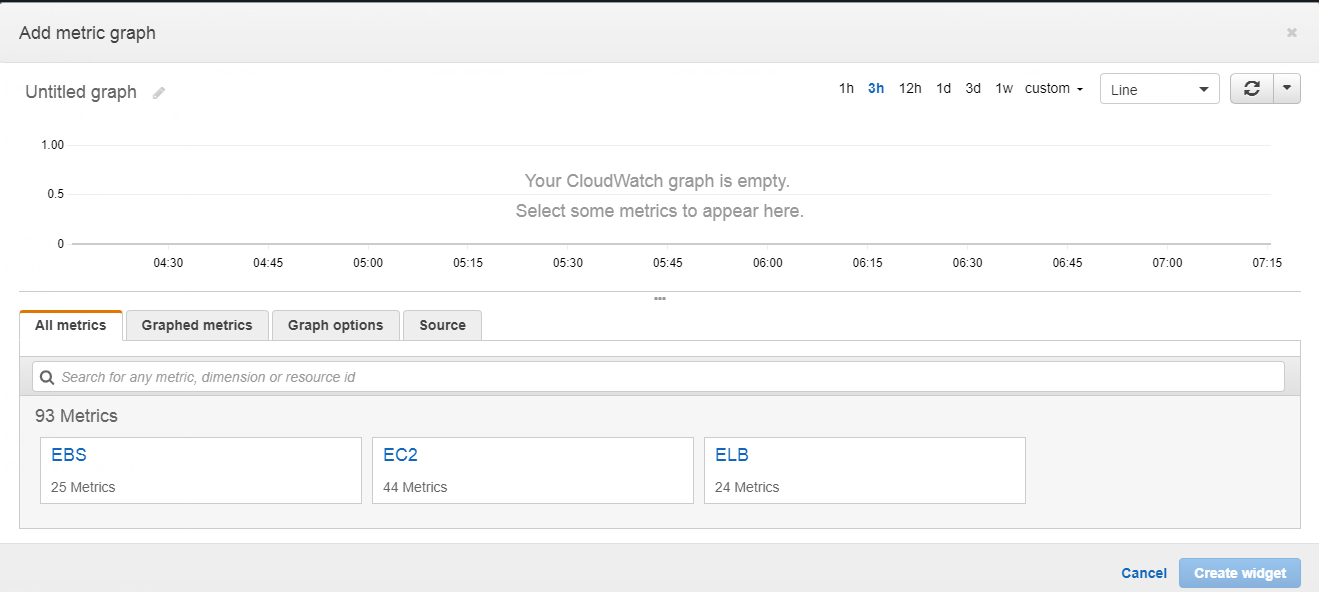 Add metric graph
Untitled graph
1h 3h 12h 1d 3d 1w custom
Line
1.00
0.5
0
Your CloudWatch graph is empty.
Select some metrics to appear here.
04:30 04:45 05:00 05:15 05:30 05:45 06:00 06:15 06:30 06:45 07:00 07:15
All metrics Graphed metrics Graph options Source
Search for any metric, dimension or resource id
93 Metrics
EBS EC2 ELB
25 Metrics 44 Metrics 24 Metrics
Cancel Create widget